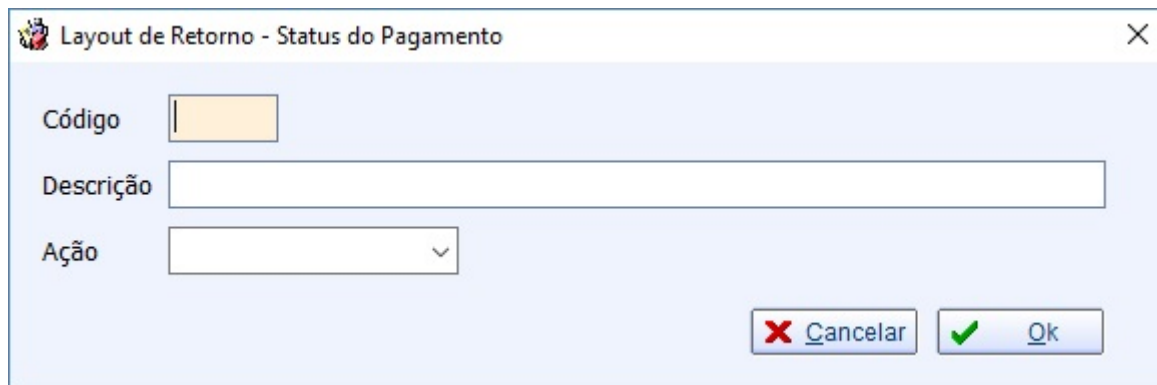 Layout de Retorno - Status do Pagamento
Código
Descrição
Ação
Cancelar Ok